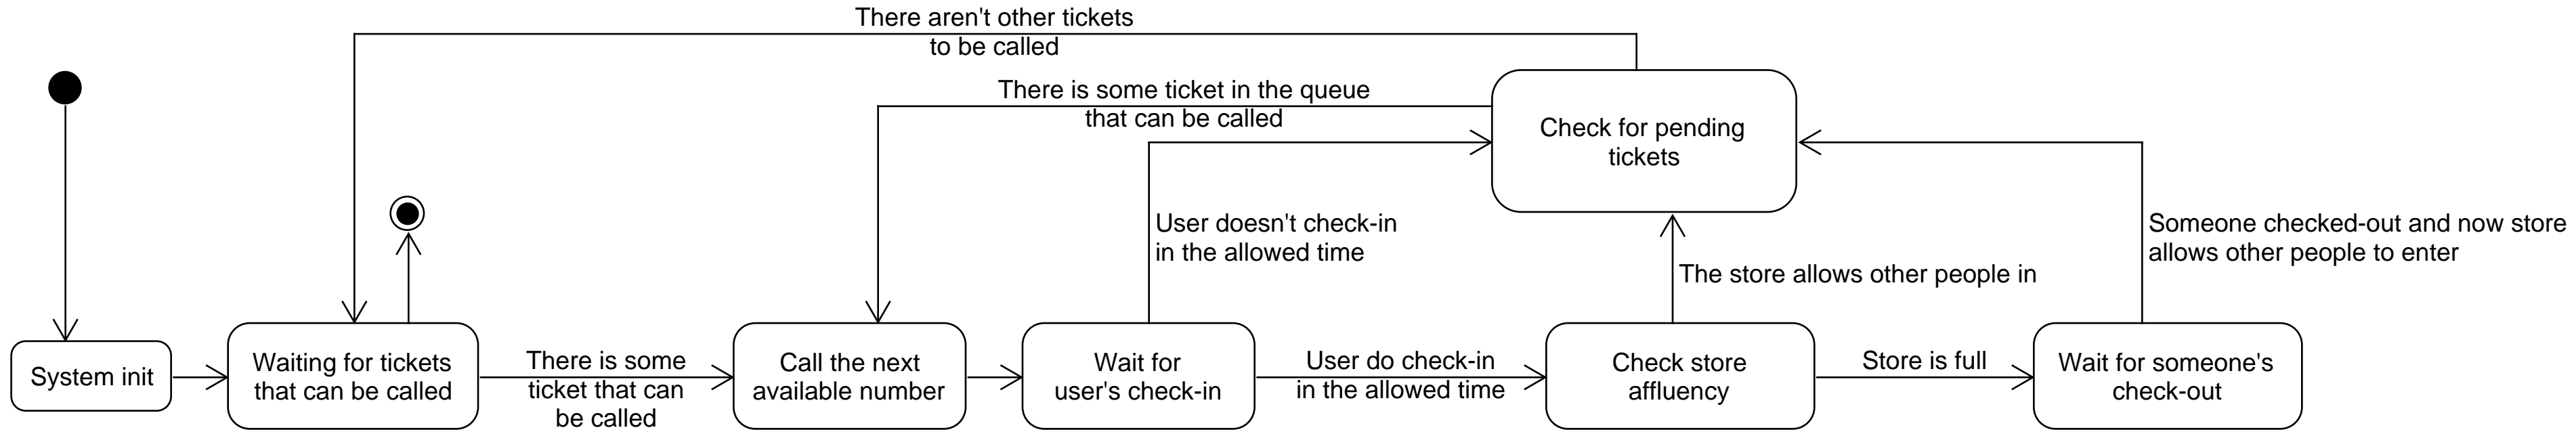 There aren't other tickets
to be called
There is some ticket in the queue
that can be called
Check for pending
tickets
User doesn't check-in
in the allowed time
Someone checked-out and now store
allows other people to enter
The store allows other people in
System init
Waiting for tickets
that can be called
There is some
ticket that can
be called
Call the next
available number
Wait for
user's check-in
User do check-in
in the allowed time
Check store
affluency
Store is full
Wait for someone's
check-out